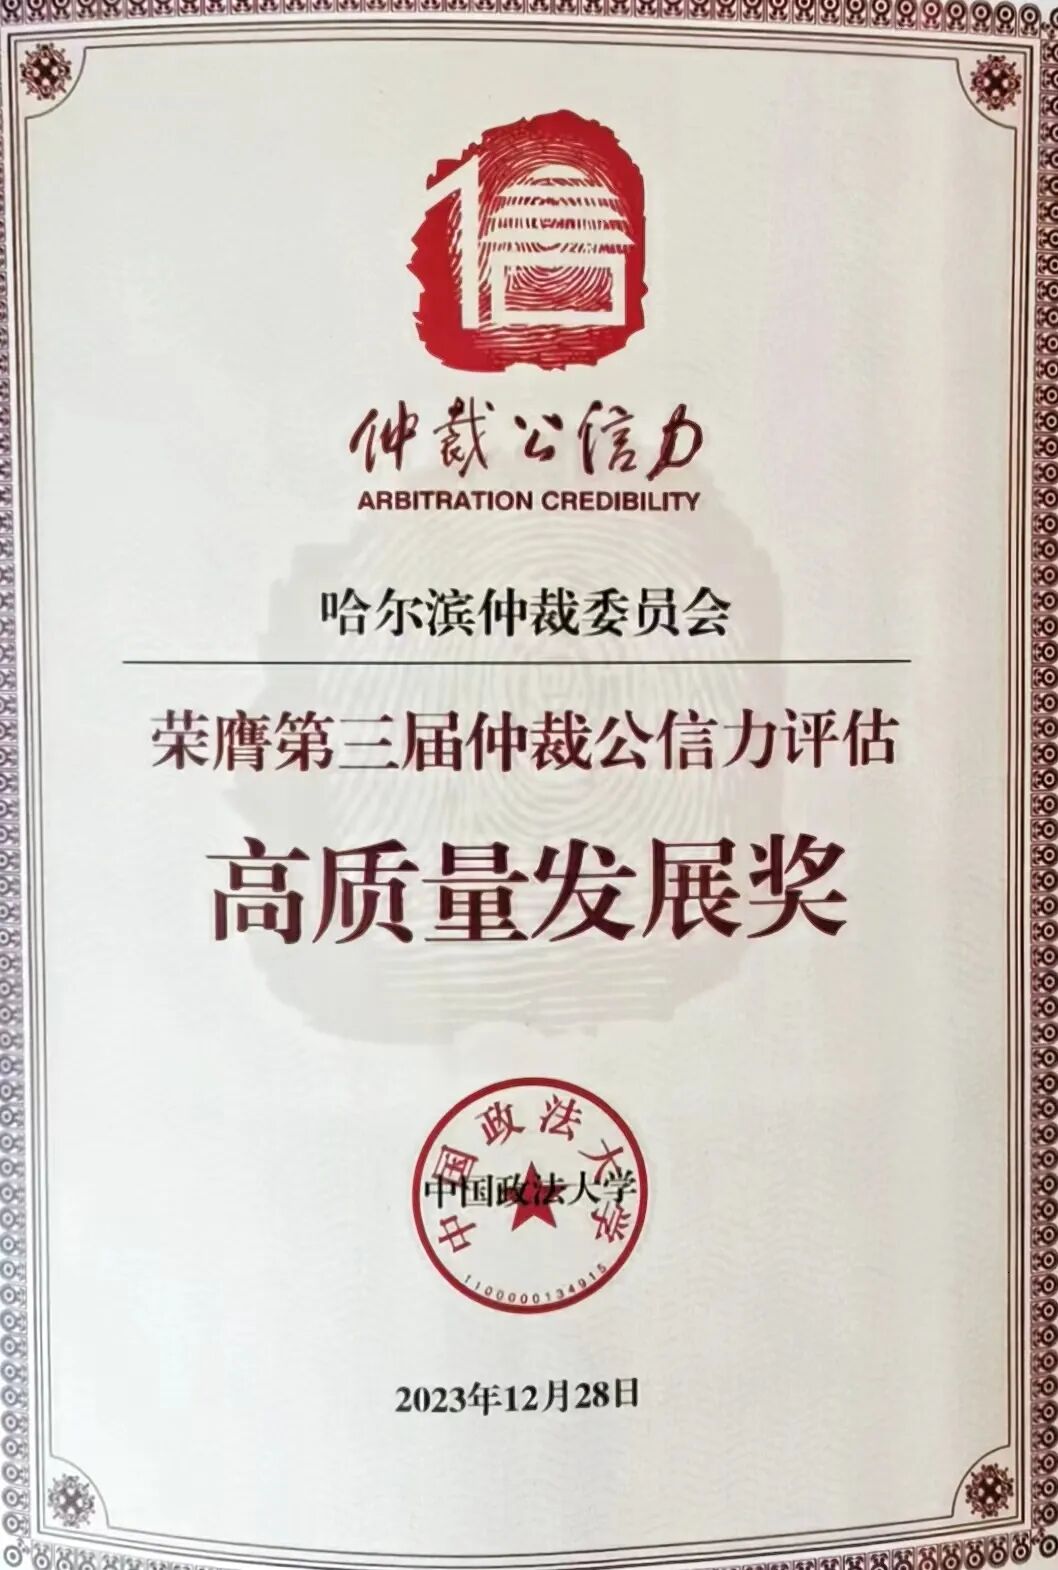 信
仲裁公信力
ARBITRATION CREDIBILITY
哈尔滨仲裁委员会
荣膺第三届仲裁公信力评估
高质量发展奖
中国政法大学
中国政法大学
1100000134915
2023年12月28日